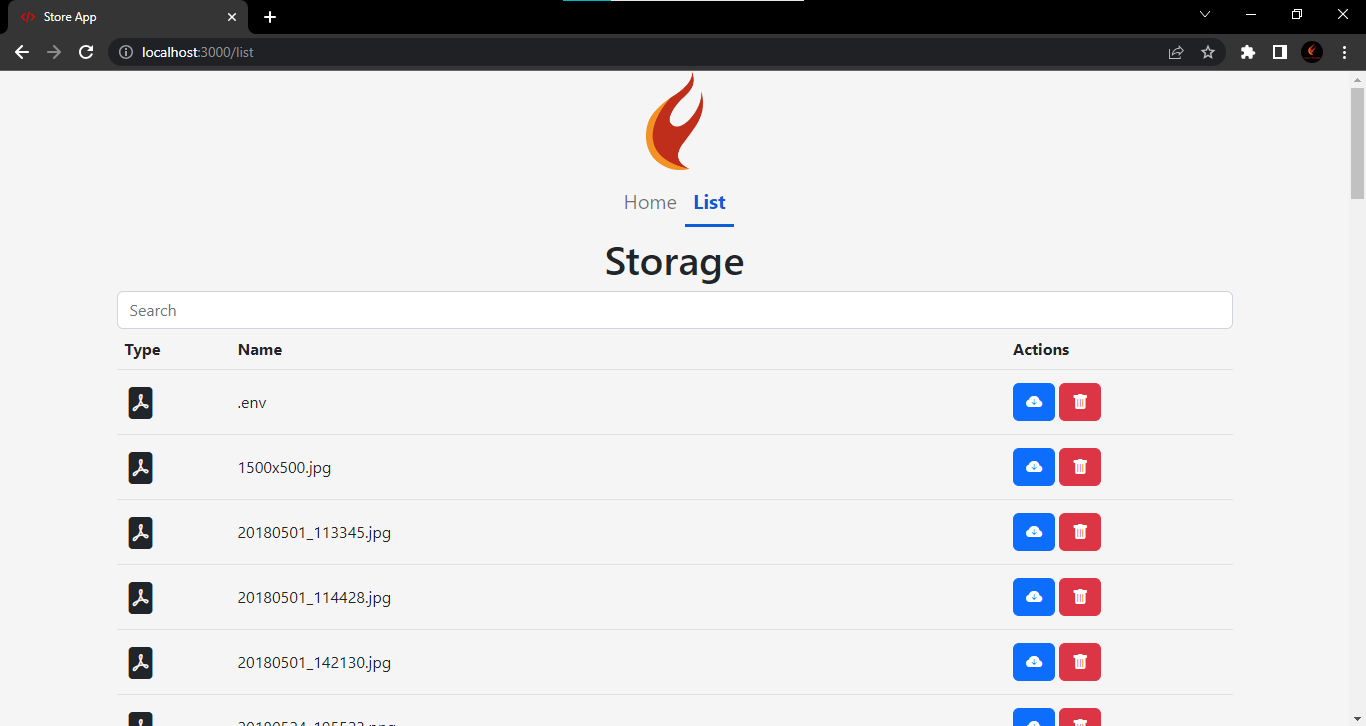 Store App
localhost:3000/list
Home List
Storage
Search
Type Name Actions
.env
1500x500.jpg
20180501_113345.jpg
20180501_114428.jpg
20180501_142130.jpg